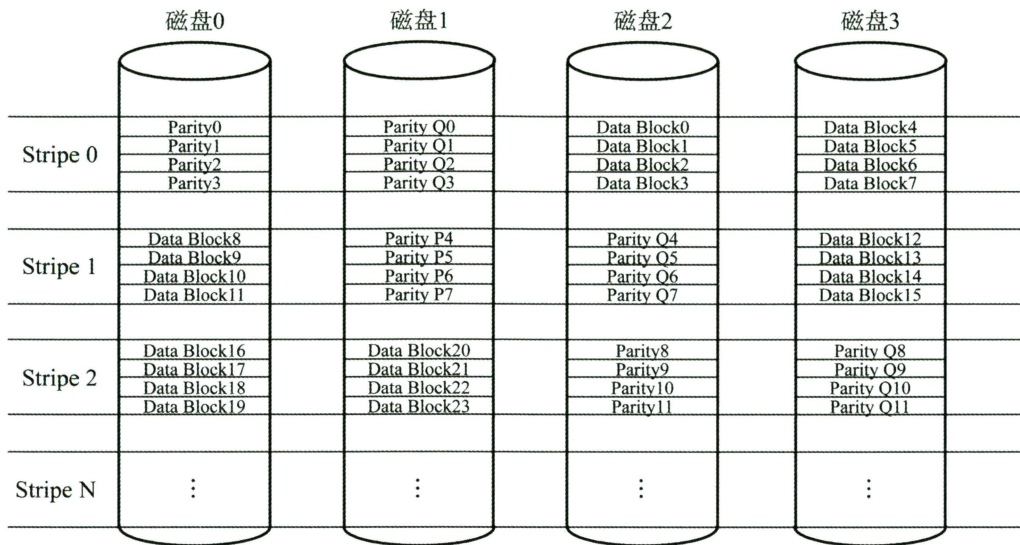 磁盘0 磁盘1 磁盘2 磁盘3
Parity0 Parity Q0 Data Block0 Data Block4
Parity1 Parity Q1 Data Block1 Data Block5
Stripe 0
Parity2 Parity Q2 Data Block2 Data Block6
Parity3 Parity Q3 Data Block3 Data Block7
Data Block8 Parity P4 Parity Q4 Data Block12
Data Block9 Parity P5 Parity Q5 Data Block13
Stripe 1
Data Block10 Parity P6 Parity Q6 Data Block14
Data Block11 Parity P7 Parity Q7 Data Block15
Data Block16 Data Block20 Parity8 Parity Q8
Data Block17 Data Block21 Parity9 Parity Q9
Stripe 2
Data Block18 Data Block22 Parity10 Parity Q10
Data Block19 Data Block23 Parity11 Parity Q11
Stripe N ⋮ ⋮ ⋮ ⋮